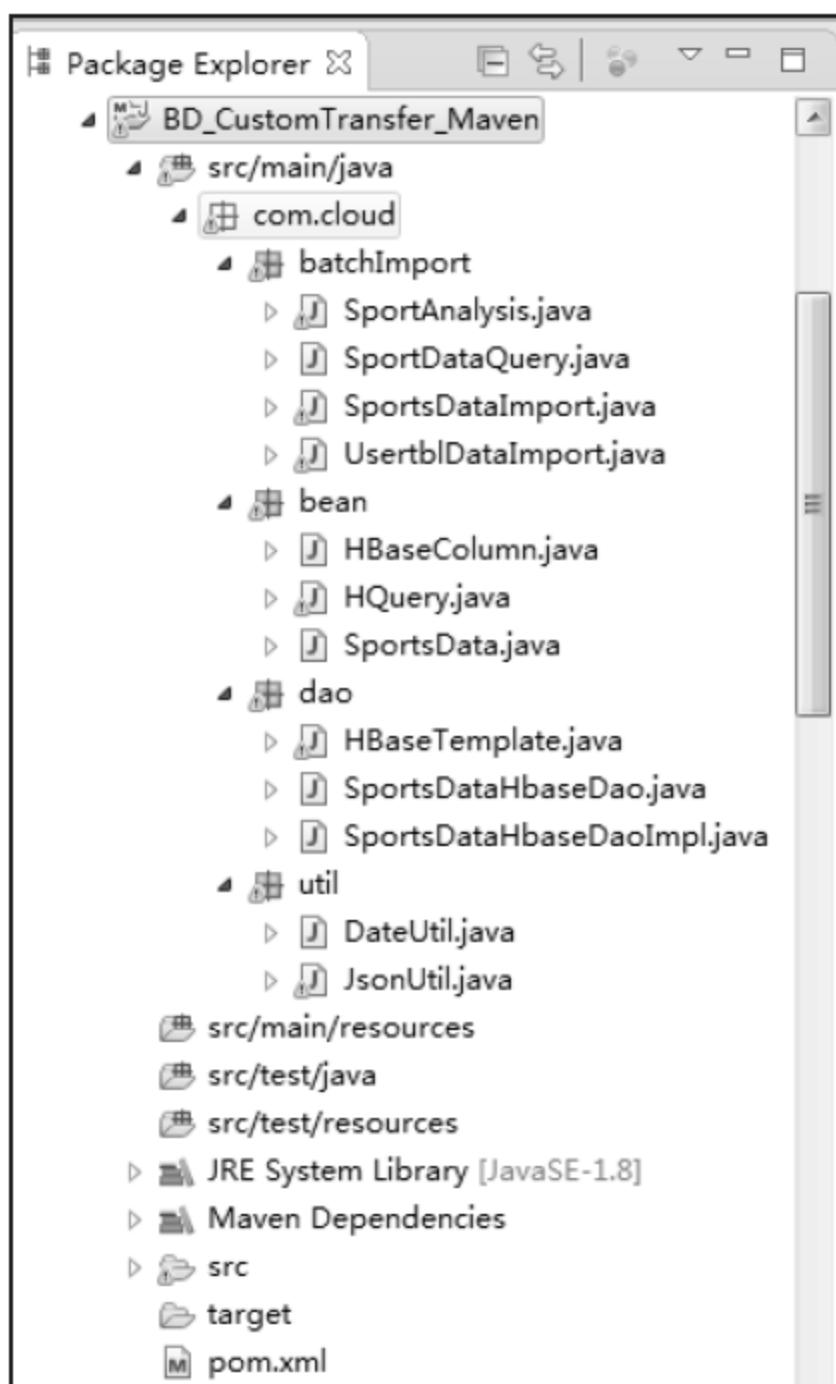 Package Explorer
BD_CustomTransfer_Maven
src/main/java
com.cloud
batchImport
SportAnalysis.java
SportDataQuery.java
SportsDataImport.java
UsertblDataImport.java
bean
HBaseColumn.java
HQuery.java
SportsData.java
dao
HBaseTemplate.java
SportsDataHbaseDao.java
SportsDataHbaseDaoImpl.java
util
DateUtil.java
JsonUtil.java
src/main/resources
src/test/java
src/test/resources
JRE System Library [JavaSE-1.8]
Maven Dependencies
src
target
pom.xml